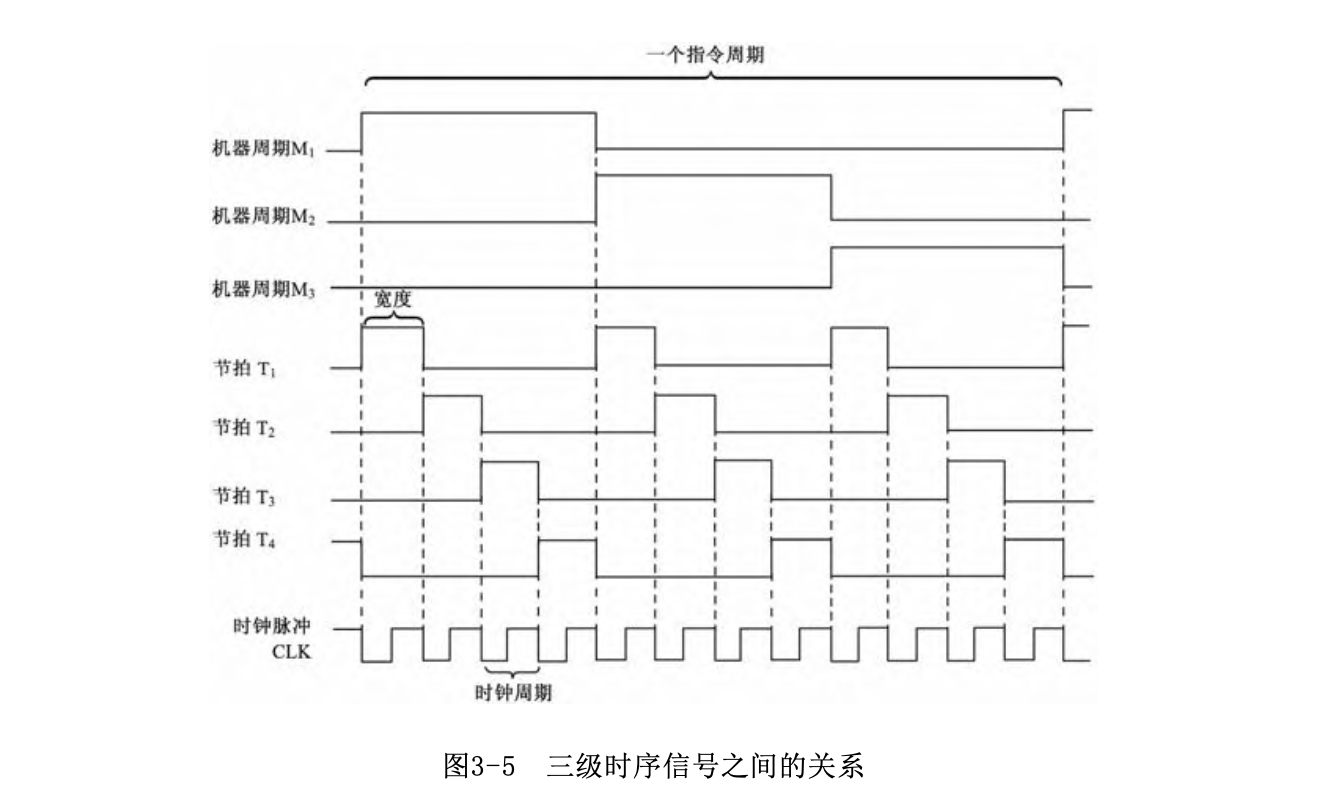 一个指令周期
机器周期M₁
机器周期M₂
机器周期M₃
宽度
节拍 T₁
节拍 T₂
节拍 T₃
节拍 T₄
时钟脉冲
CLK
时钟周期
图3-5 三级时序信号之间的关系